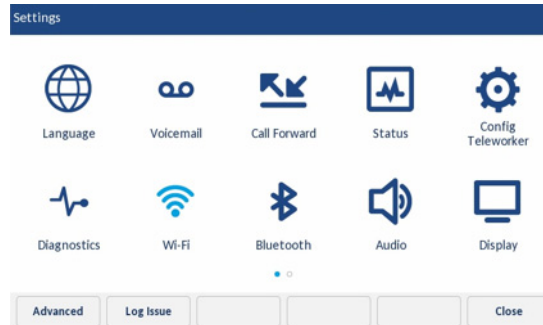 Settings
Language
Voicemail
Call Forward
Status
Config
Teleworker
Diagnostics
Wi-Fi
Bluetooth
Audio
Display
Advanced
Log Issue
Close